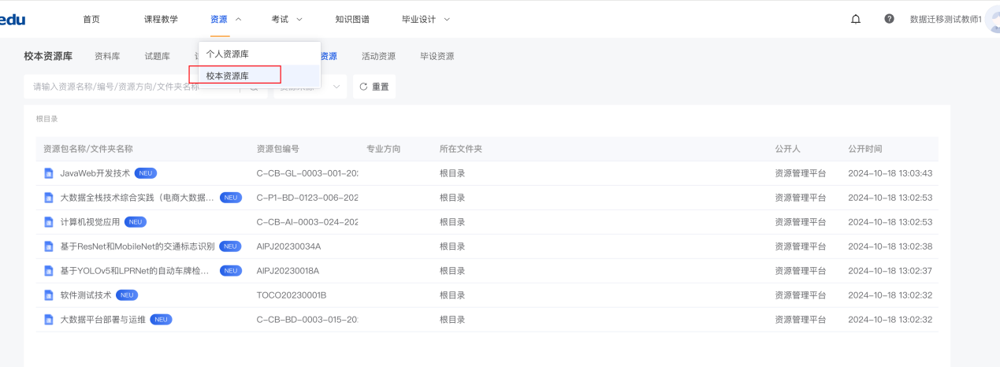 edu 首页 课程教学 资源 考试 知识图谱 毕业设计 数据迁移测试教师1
个人资源库
校本资源库
校本资源库 资料库 试题库 资源 活动资源 毕设资源
请输入资源名称/编号/资源方向/文件夹名称 重置
根目录
资源包名称/文件夹名称 资源包编号 专业方向 所在文件夹 公开人 公开时间
JavaWeb开发技术 NEU C-CB-GL-0003-001-20 根目录 资源管理平台 2024-10-18 13:03:43
大数据全栈技术综合实践（电商大数据... NEU C-P1-BD-0123-006-202 根目录 资源管理平台 2024-10-18 13:02:53
计算机视觉应用 NEU C-CB-AI-0003-024-202 根目录 资源管理平台 2024-10-18 13:02:53
基于ResNet和MobileNet的交通标志识别 NEU AIPJ20230034A 根目录 资源管理平台 2024-10-18 13:02:38
基于YOLOv5和LPRNet的自动车牌检... NEU AIPJ20230018A 根目录 资源管理平台 2024-10-18 13:02:37
软件测试技术 NEU TOCO20230001B 根目录 资源管理平台 2024-10-18 13:02:32
大数据平台部署与运维 NEU C-CB-BD-0003-015-20 根目录 资源管理平台 2024-10-18 13:02:32